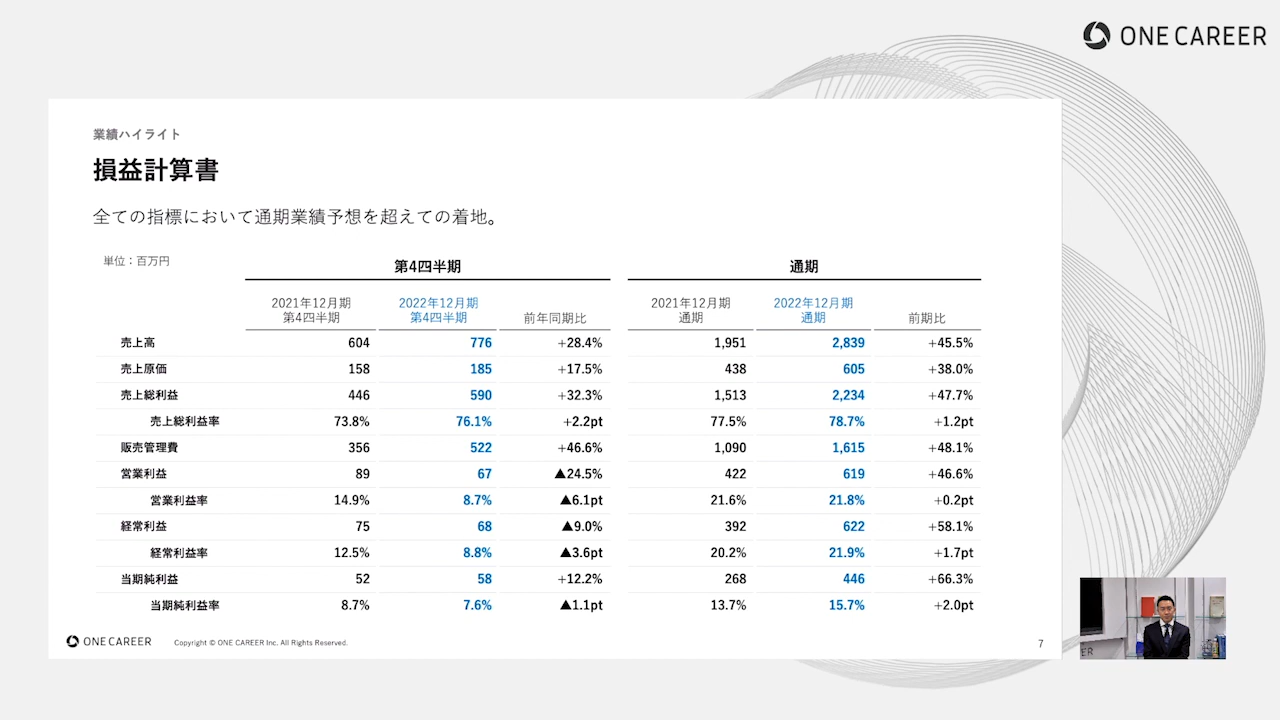 ONE CAREER
業績ハイライト
損益計算書
全ての指標において通期業績予想を超えての着地。
単位：百万円
第4四半期 通期
2021年12月期 2022年12月期 2021年12月期 2022年12月期
第4四半期 第4四半期 前年同期比 通期 通期 前期比
売上高 604 776 +28.4% 1,951 2,839 +45.5%
売上原価 158 185 +17.5% 438 605 +38.0%
売上総利益 446 590 +32.3% 1,513 2,234 +47.7%
売上総利益率 73.8% 76.1% +2.2pt 77.5% 78.7% +1.2pt
販売管理費 356 522 +46.6% 1,090 1,615 +48.1%
営業利益 89 67 ▲24.5% 422 619 +46.6%
営業利益率 14.9% 8.7% ▲6.1pt 21.6% 21.8% +0.2pt
経常利益 75 68 ▲9.0% 392 622 +58.1%
経常利益率 12.5% 8.8% ▲3.6pt 20.2% 21.9% +1.7pt
当期純利益 52 58 +12.2% 268 446 +66.3%
当期純利益率 8.7% 7.6% ▲1.1pt 13.7% 15.7% +2.0pt
ONE CAREER Copyright © ONE CAREER Inc. All Rights Reserved. 7
ER